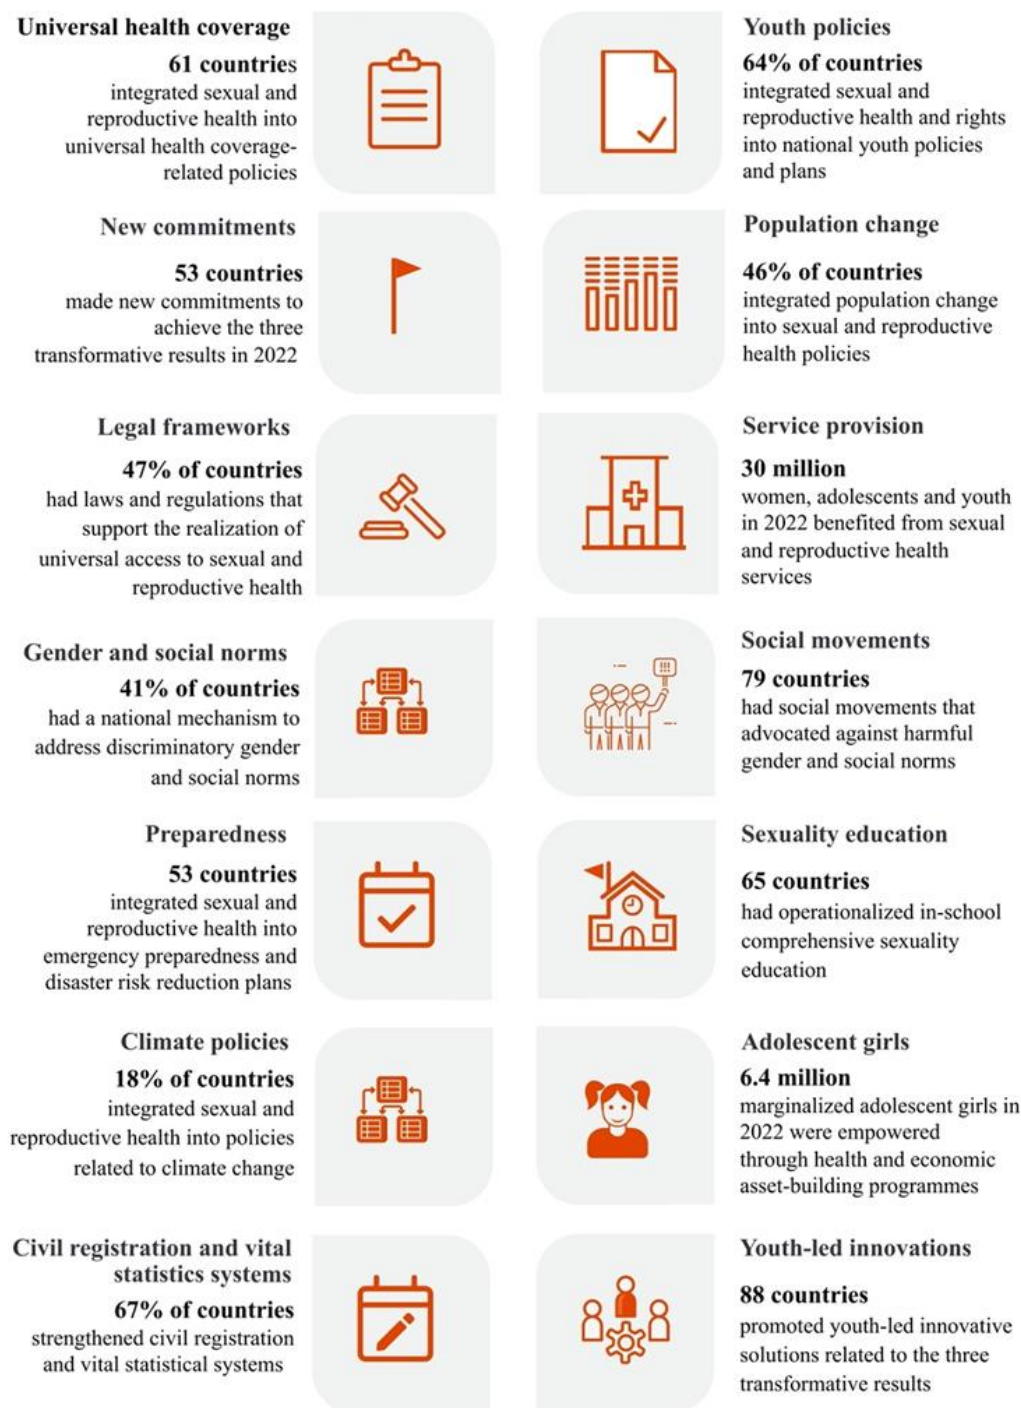 Universal health coverage
61 countries
integrated sexual and
reproductive health into
universal health coverage-
related policies
Youth policies
64% of countries
integrated sexual and
reproductive health and rights
into national youth policies
and plans
New commitments
53 countries
made new commitments to
achieve the three
transformative results in 2022
Population change
46% of countries
integrated population change
into sexual and reproductive
health policies
Legal frameworks
47% of countries
had laws and regulations that
support the realization of
universal access to sexual and
reproductive health
Service provision
30 million
women, adolescents and youth
in 2022 benefited from sexual
and reproductive health
services
Gender and social norms
41% of countries
had a national mechanism to
address discriminatory gender
and social norms
!!!
Social movements
79 countries
had social movements that
advocated against harmful
gender and social norms
Preparedness
53 countries
integrated sexual and
reproductive health into
emergency preparedness and
disaster risk reduction plans
Sexuality education
65 countries
had operationalized in-school
comprehensive sexuality
education
Climate policies
18% of countries
integrated sexual and
reproductive health into policies
related to climate change
Adolescent girls
6.4 million
marginalized adolescent girls in
2022 were empowered
through health and economic
asset-building programmes
Civil registration and vital
statistics systems
67% of countries
strengthened civil registration
and vital statistical systems
Youth-led innovations
88 countries
promoted youth-led innovative
solutions related to the three
transformative results